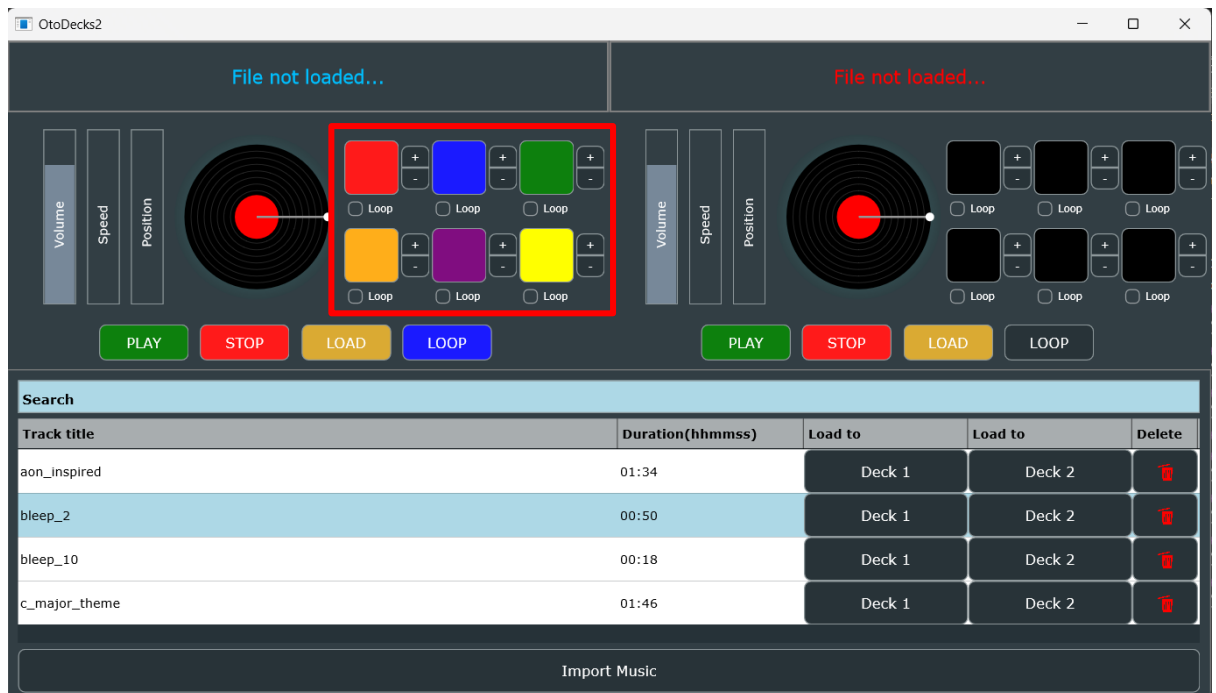 OtoDecks2
File not loaded...
File not loaded...
Volume
Speed
Position
+ + +
- - -
Loop Loop Loop
+ + +
- - -
Loop Loop Loop
PLAY STOP LOAD LOOP
Volume
Speed
Position
+ + +
- - -
Loop Loop Loop
+ + +
- - -
Loop Loop Loop
PLAY STOP LOAD LOOP
Search
Track title Duration(hhmmss) Load to Load to Delete
aon_inspired 01:34 Deck 1 Deck 2
bleep_2 00:50 Deck 1 Deck 2
bleep_10 00:18 Deck 1 Deck 2
c_major_theme 01:46 Deck 1 Deck 2
Import Music